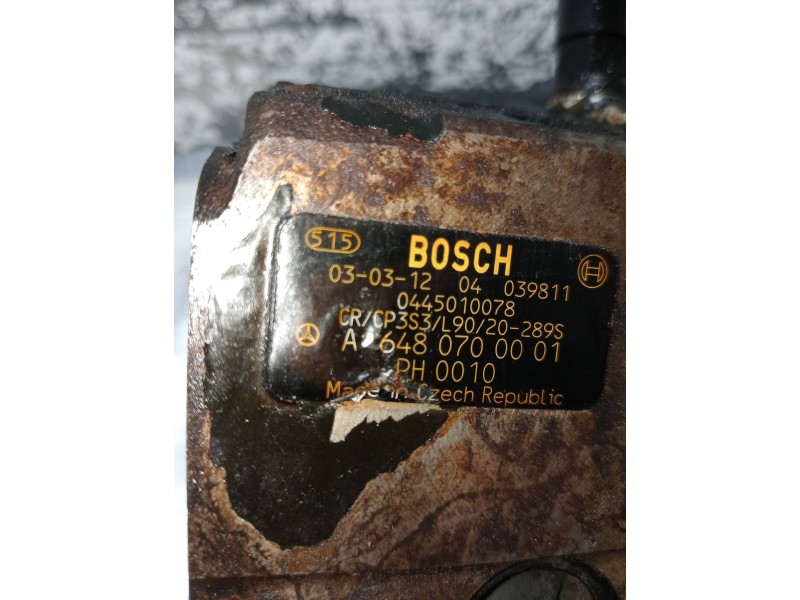 515
BOSCH
03-03-12 04 039811
0445010078
CR/CP3S3/L90/20-289S
A 648 070 00 01
PH 0010
Made in Czech Republic